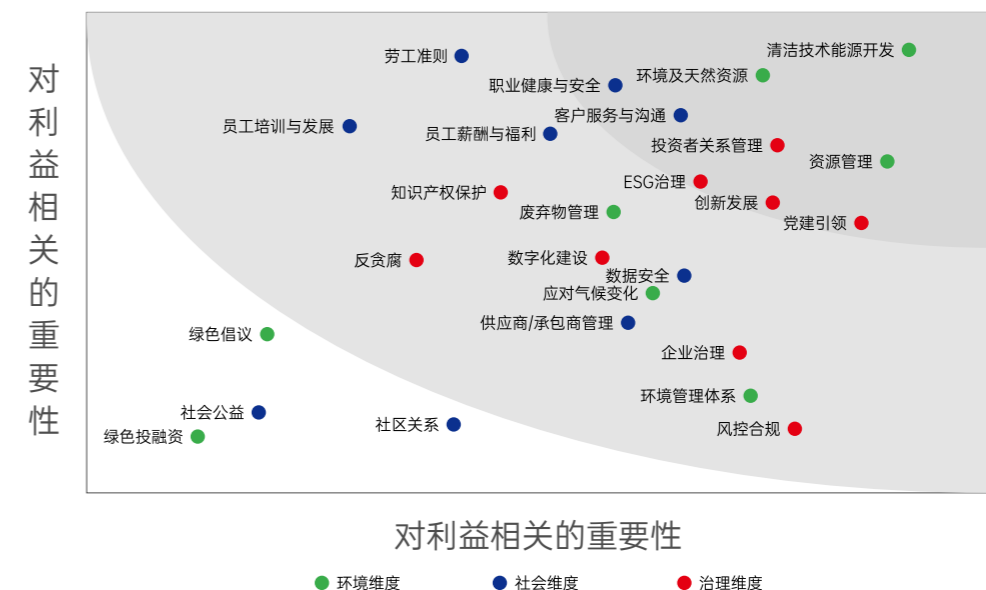 对利益相关的重要性
清洁技术能源开发
劳工准则
环境及天然资源
职业健康与安全
客户服务与沟通
员工培训与发展
员工薪酬与福利
投资者关系管理
资源管理
ESG治理
知识产权保护
创新发展
废弃物管理
党建引领
数字化建设
反贪腐
数据安全
应对气候变化
供应商/承包商管理
绿色倡议
企业治理
环境管理体系
社会公益
社区关系
风控合规
绿色投融资
对利益相关的重要性
环境维度
社会维度
治理维度